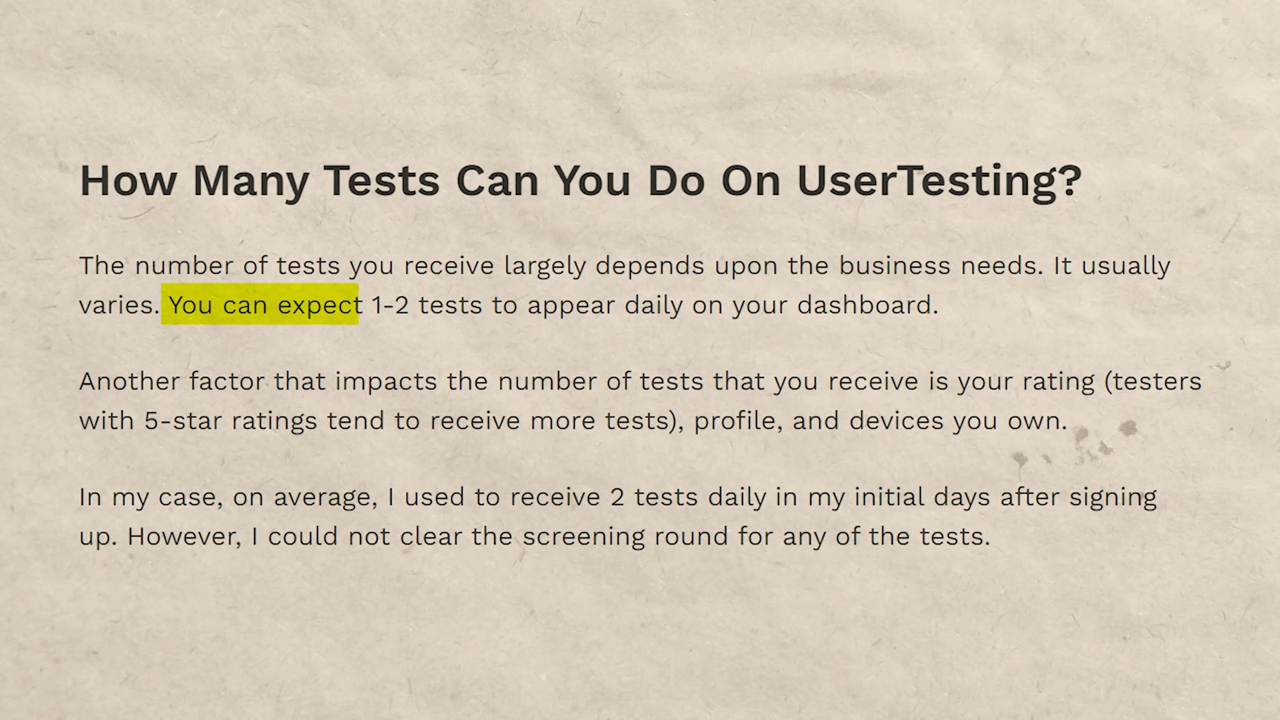 How Many Tests Can You Do On UserTesting?
The number of tests you receive largely depends upon the business needs. It usually
varies. You can expect 1-2 tests to appear daily on your dashboard.
Another factor that impacts the number of tests that you receive is your rating (testers
with 5-star ratings tend to receive more tests), profile, and devices you own.
In my case, on average, I used to receive 2 tests daily in my initial days after signing
up. However, I could not clear the screening round for any of the tests.